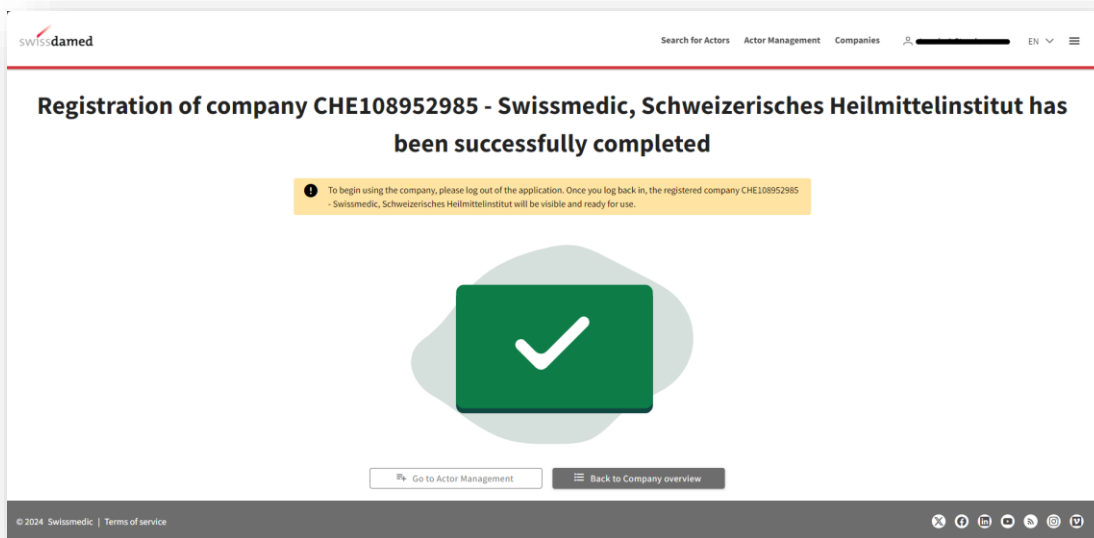 swissdamed
Search for Actors Actor Management Companies EN
Registration of company CHE108952985 - Swissmedic, Schweizerisches Heilmittelinstitut has
been successfully completed
To begin using the company, please log out of the application. Once you log back in, the registered company CHE108952985
- Swissmedic, Schweizerisches Heilmittelinstitut will be visible and ready for use.
Go to Actor Management Back to Company overview
© 2024 Swissmedic | Terms of service